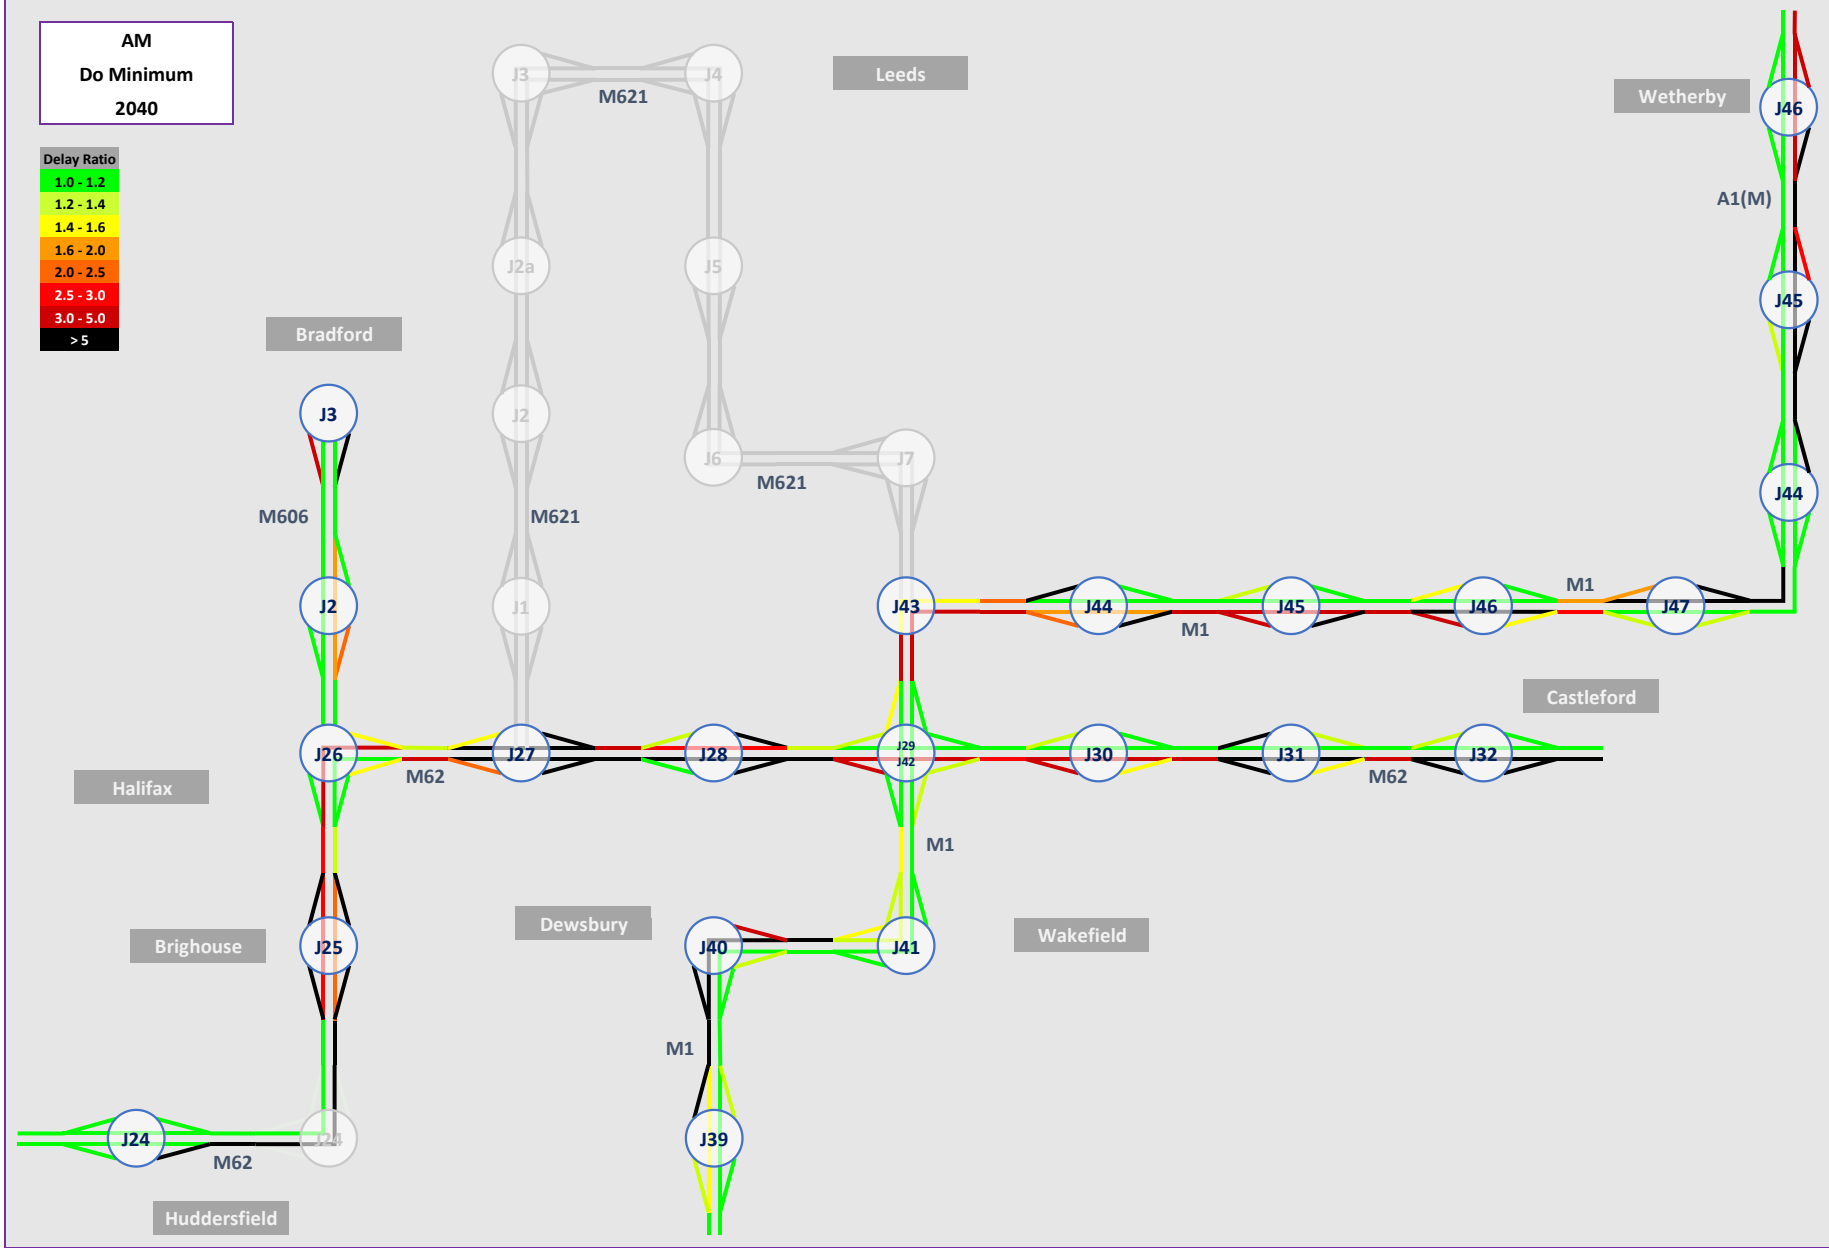 AM
Do Minimum
2040
Delay Ratio
1.0 - 1.2
1.2 - 1.4
1.4 - 1.6
1.6 - 2.0
2.0 - 2.5
2.5 - 3.0
3.0 - 5.0
> 5
J3
J4
M621
Leeds
Wetherby
J46
A1(M)
J2a
J5
J45
Bradford
J3
J2
J6
J7
M621
J44
M606
M621
J2
J1
J43
J44
M1
J45
J46
M1
J47
Castleford
J26
M62
J27
J28
J29
J42
J30
J31
M62
J32
Halifax
M1
Brighouse
J25
Dewsbury
J40
J41
Wakefield
M1
J24
M62
J24
J39
Huddersfield